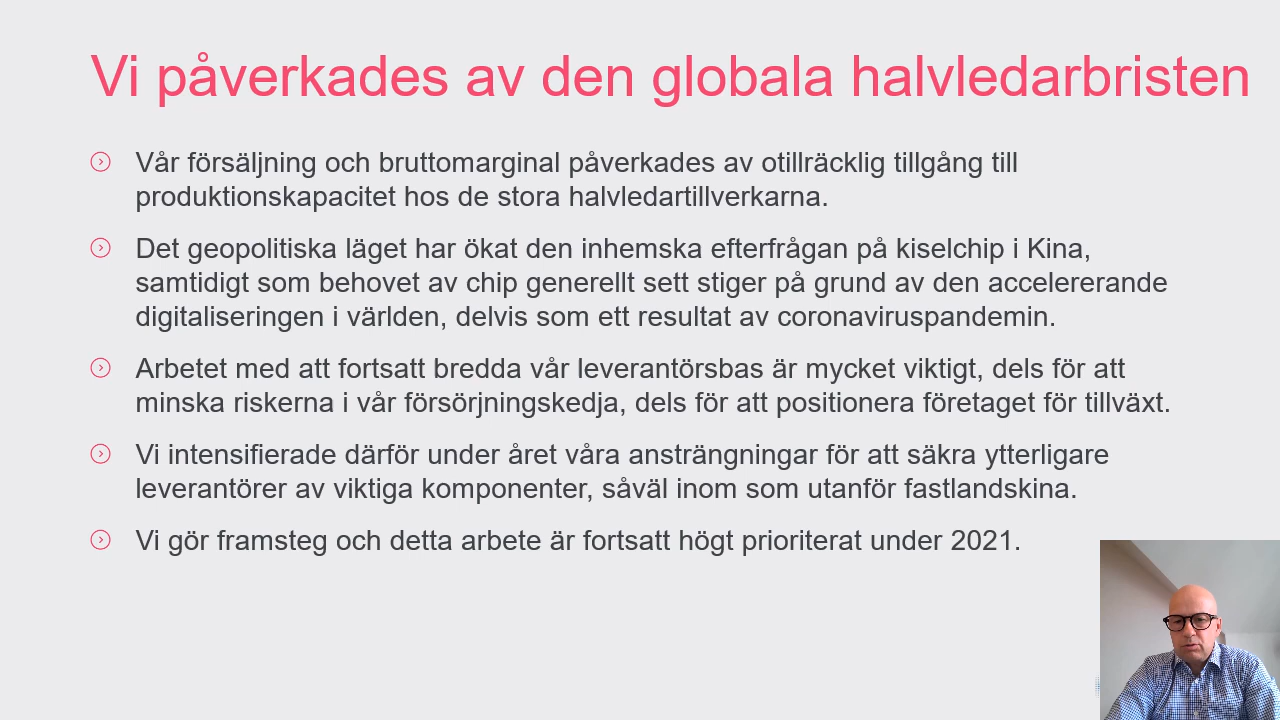 Vi påverkades av den globala halvledarbristen
Vår försäljning och bruttomarginal påverkades av otillräcklig tillgång till
produktionskapacitet hos de stora halvledartillverkarna.
Det geopolitiska läget har ökat den inhemska efterfrågan på kiselchip i Kina,
samtidigt som behovet av chip generellt sett stiger på grund av den accelererande
digitaliseringen i världen, delvis som ett resultat av coronaviruspandemin.
Arbetet med att fortsatt bredda vår leverantörsbas är mycket viktigt, dels för att
minska riskerna i vår försörjningskedja, dels för att positionera företaget för tillväxt.
Vi intensifierade därför under året våra ansträngningar för att säkra ytterligare
leverantörer av viktiga komponenter, såväl inom som utanför fastlandskina.
Vi gör framsteg och detta arbete är fortsatt högt prioriterat under 2021.